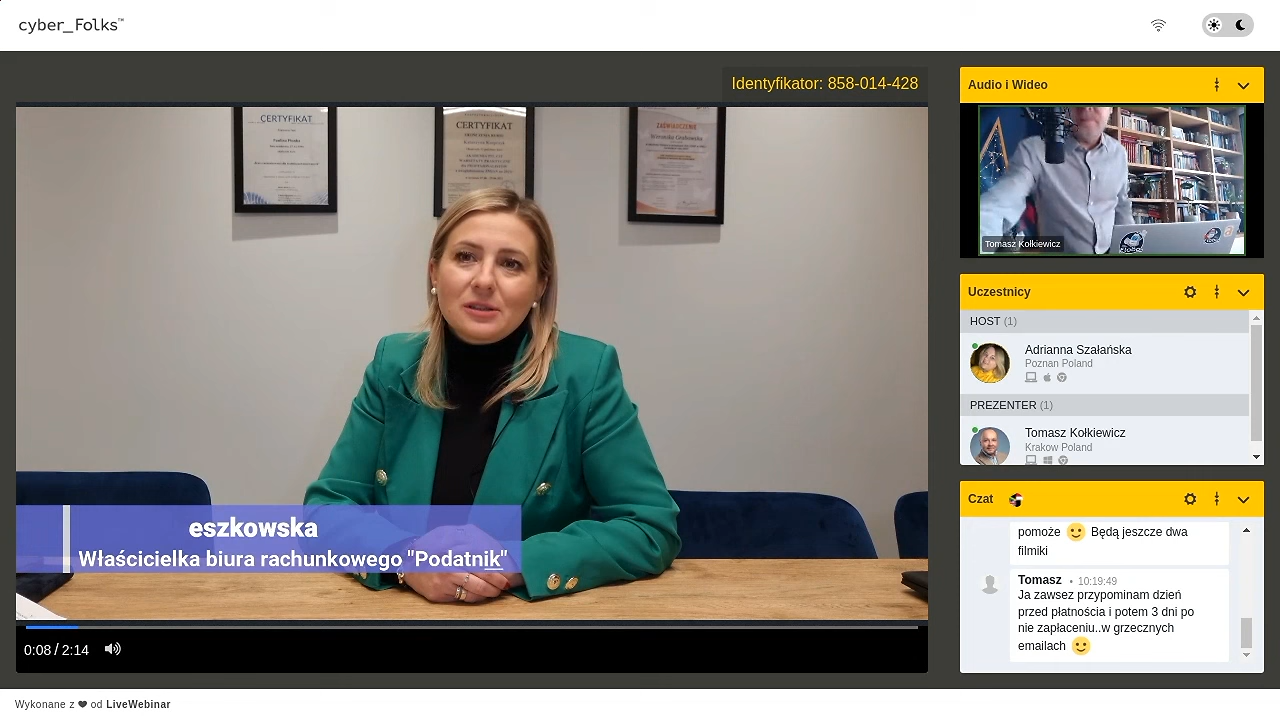 cyber_Folks™
Identyfikator: 858-014-428
CERTYFIKAT
CERTYFIKAT
ZAŚWIADCZENIE
eszkowska
Właścicielka biura rachunkowego "Podatnik"
0:08 / 2:14
Audio i Wideo
Tomasz Kołkiewicz
Uczestnicy
HOST (1)
Adrianna Szałańska
Poznan Poland
PREZENTER (1)
Tomasz Kołkiewicz
Krakow Poland
Czat
pomoże 🙂 Będą jeszcze dwa
filmiki
Tomasz • 10:19:49
Ja zawsez przypominam dzień
przed płatnością i potem 3 dni po
nie zapłaceniu..w grzecznych
emailach 🙂
Wykonane z ❤ od LiveWebinar